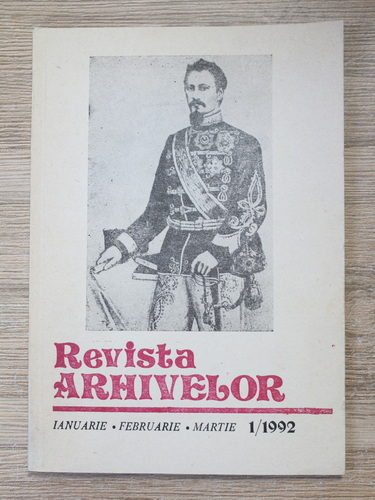 Revista
ARHIVELOR
IANUARIE • FEBRUARIE • MARTIE 1/1992